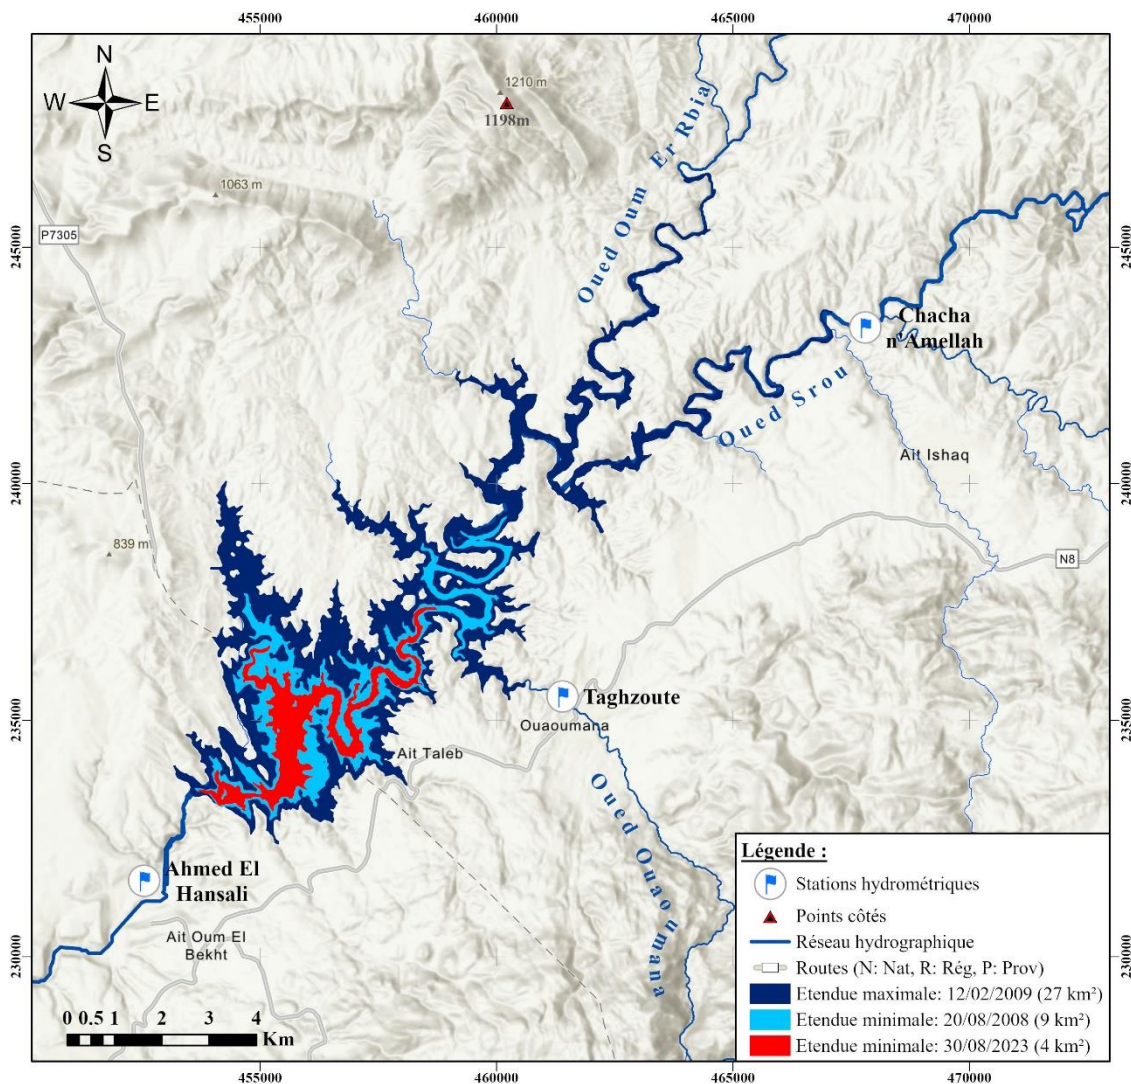 455000
460000
465000
470000
N
W
E
S
1210 m
1198m
1063 m
P7305
Oued Oum Er Rbia
245000
245000
Chacha
n'Amellah
Oued Srou
Ait Ishaq
240000
240000
839 m
N8
Taghzoute
Ouaoumana
235000
235000
Ait Taleb
Oued Ouaoumana
Ahmed El
Hansali
Ait Oum El
Bekht
230000
230000
Légende :
Stations hydrométriques
Points côtés
Réseau hydrographique
Routes (N: Nat, R: Rég, P: Prov)
Etendue maximale: 12/02/2009 (27 km²)
Etendue minimale: 20/08/2008 (9 km²)
Etendue minimale: 30/08/2023 (4 km²)
0 0.5 1 2 3 4
Km
455000
460000
465000
470000